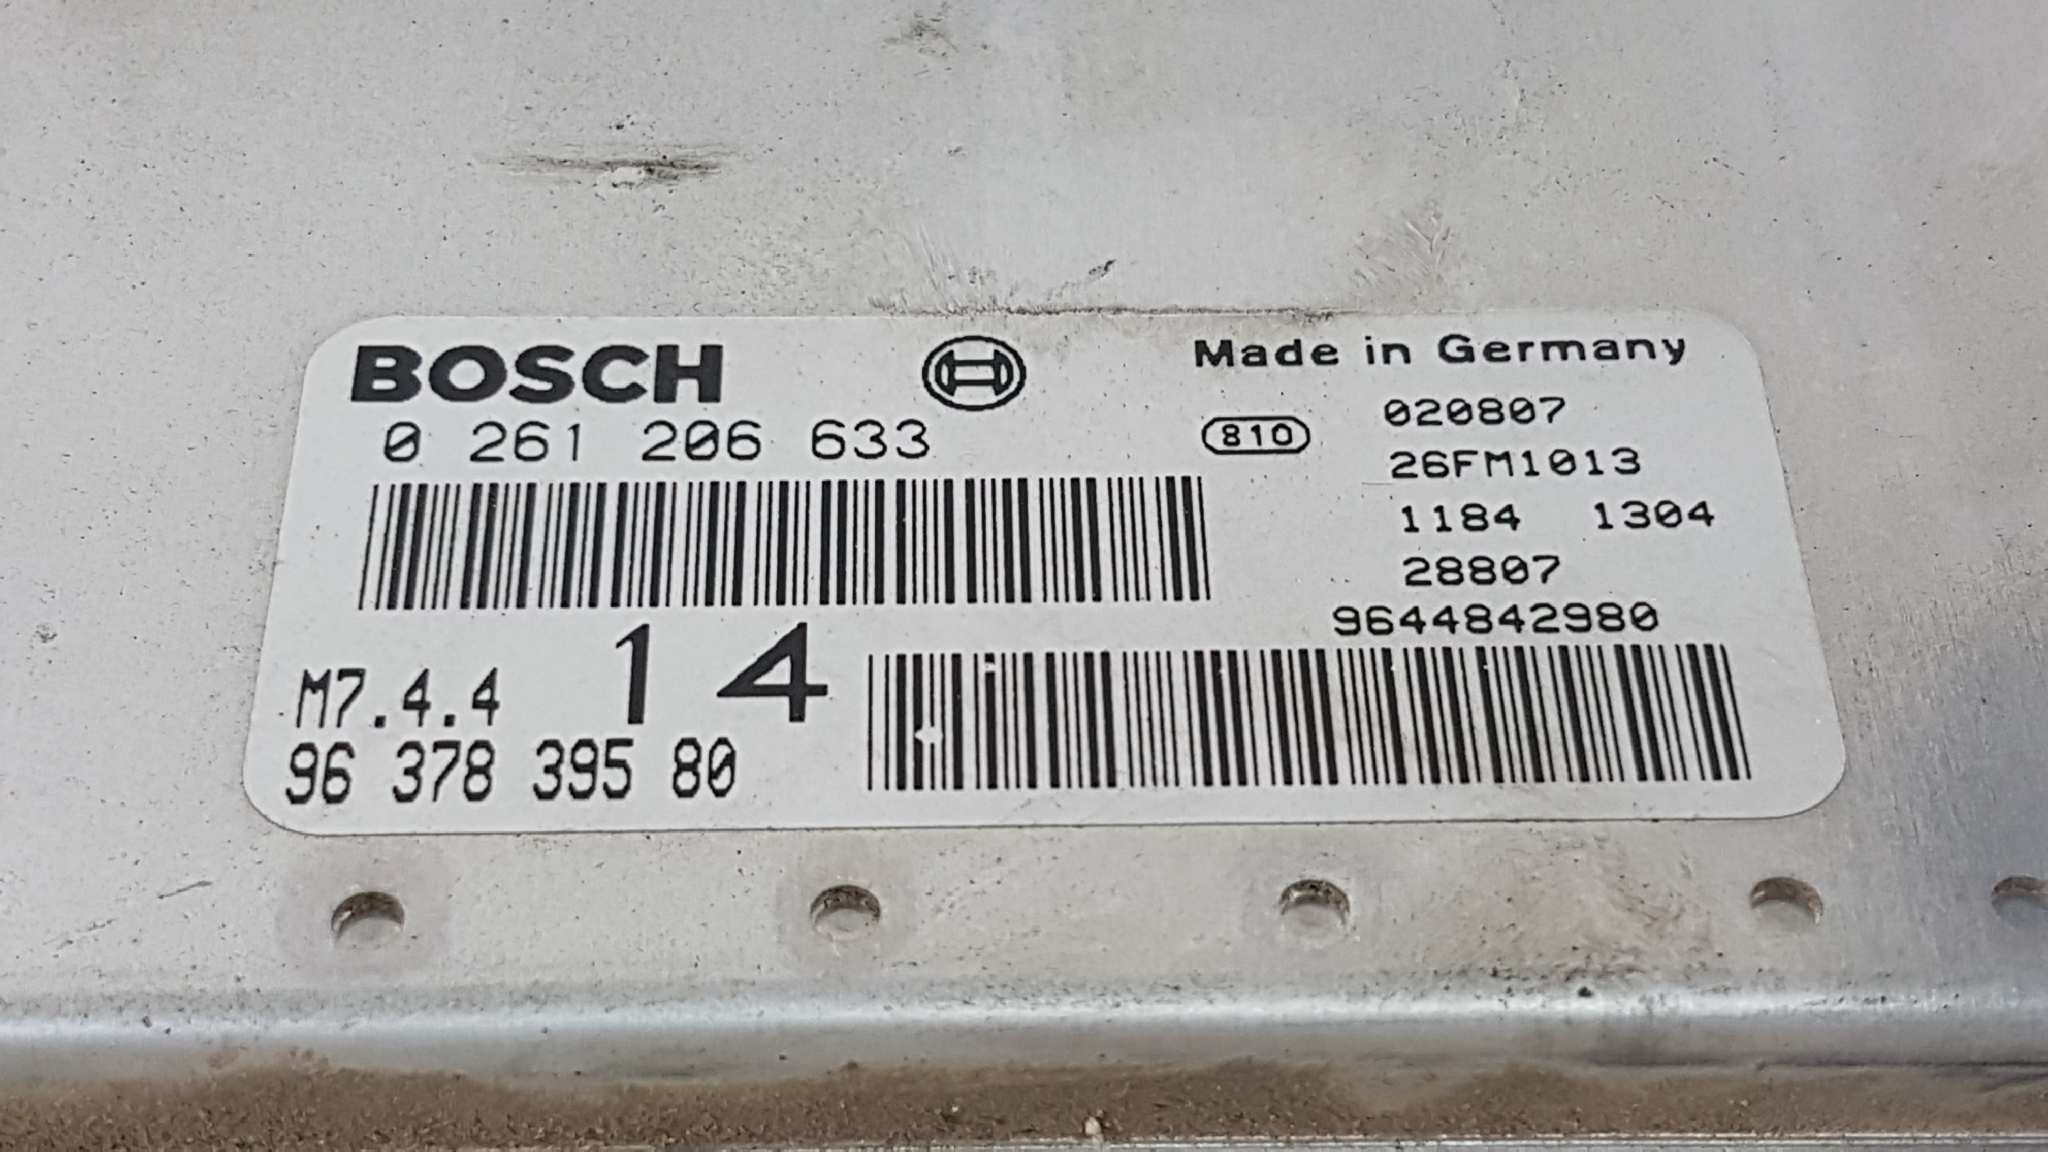 BOSCH
Made in Germany
0 261 206 633
810
020807
26FM1013
1184 1304
28807
9644842980
M7.4.4
14
96 378 395 80